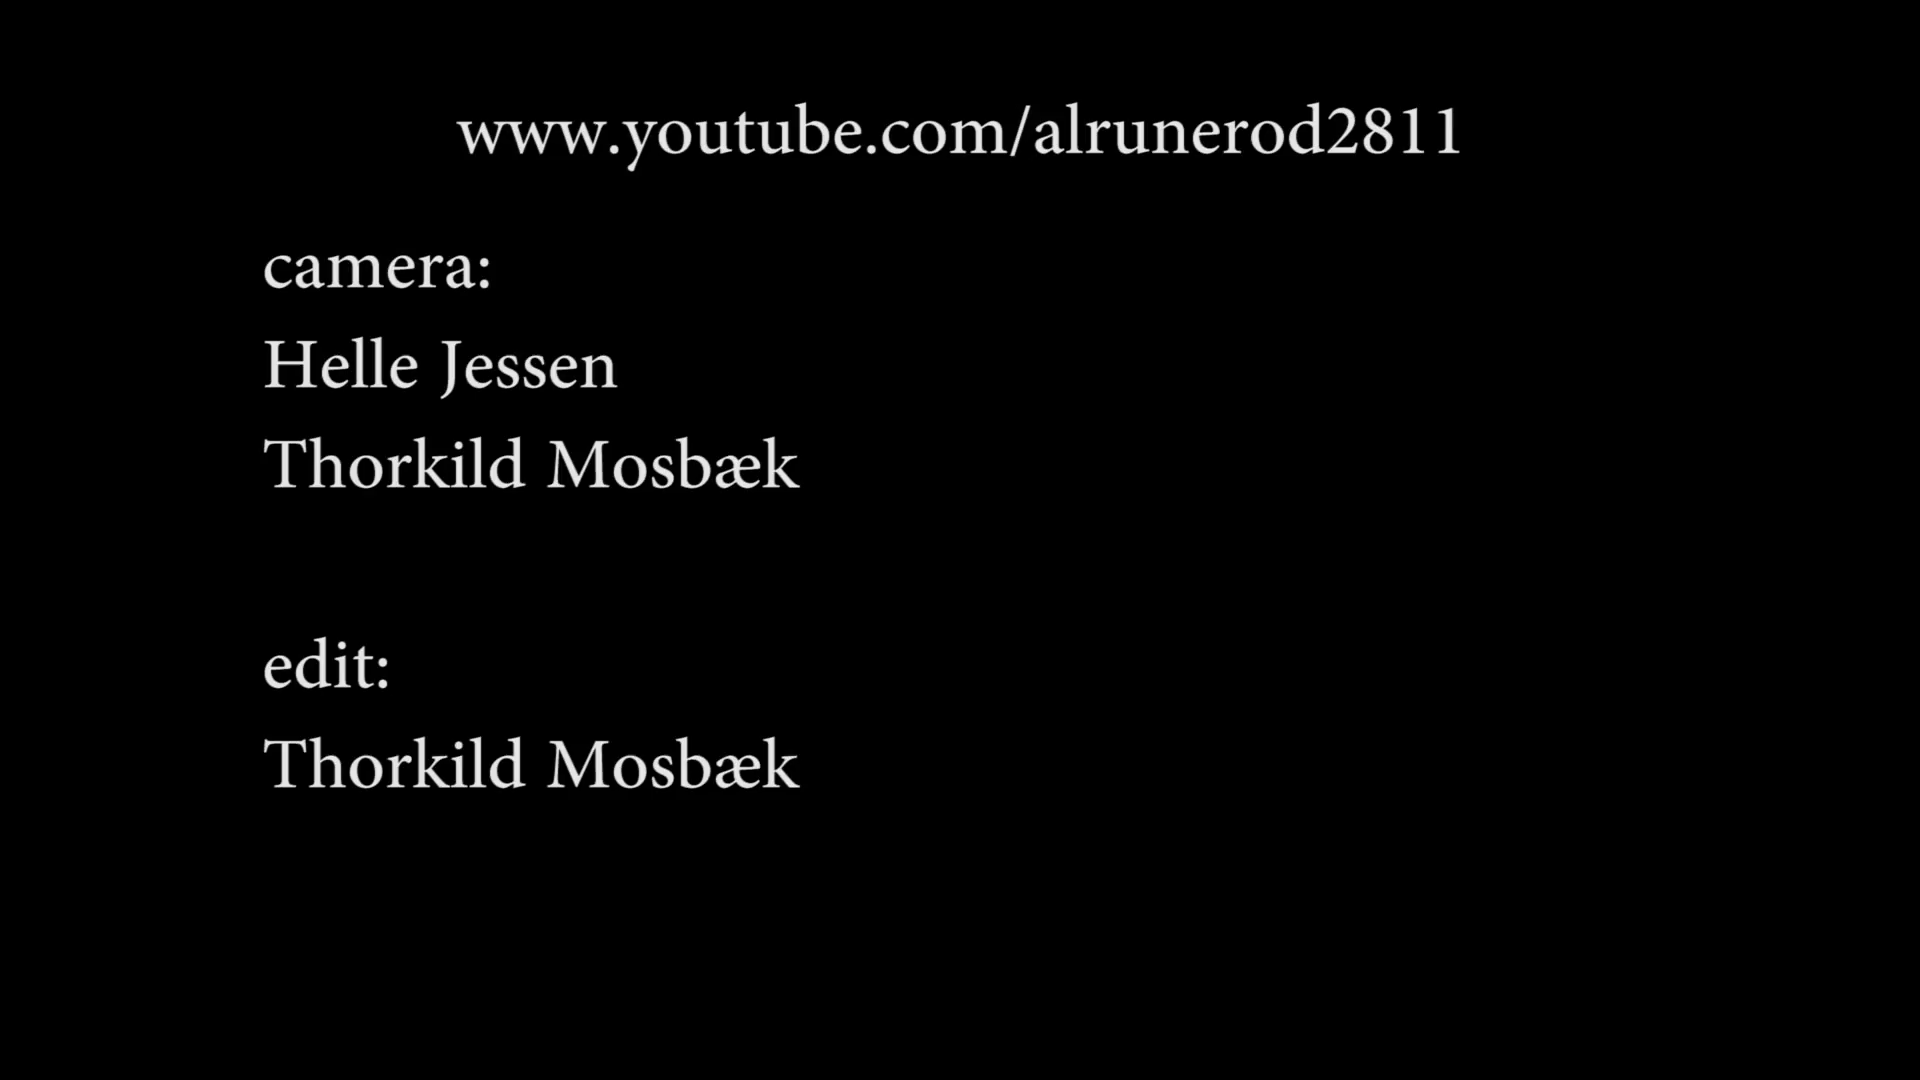 www.youtube.com/alrunerod2811
camera:
Helle Jessen
Thorkild Mosbæk
edit:
Thorkild Mosbæk